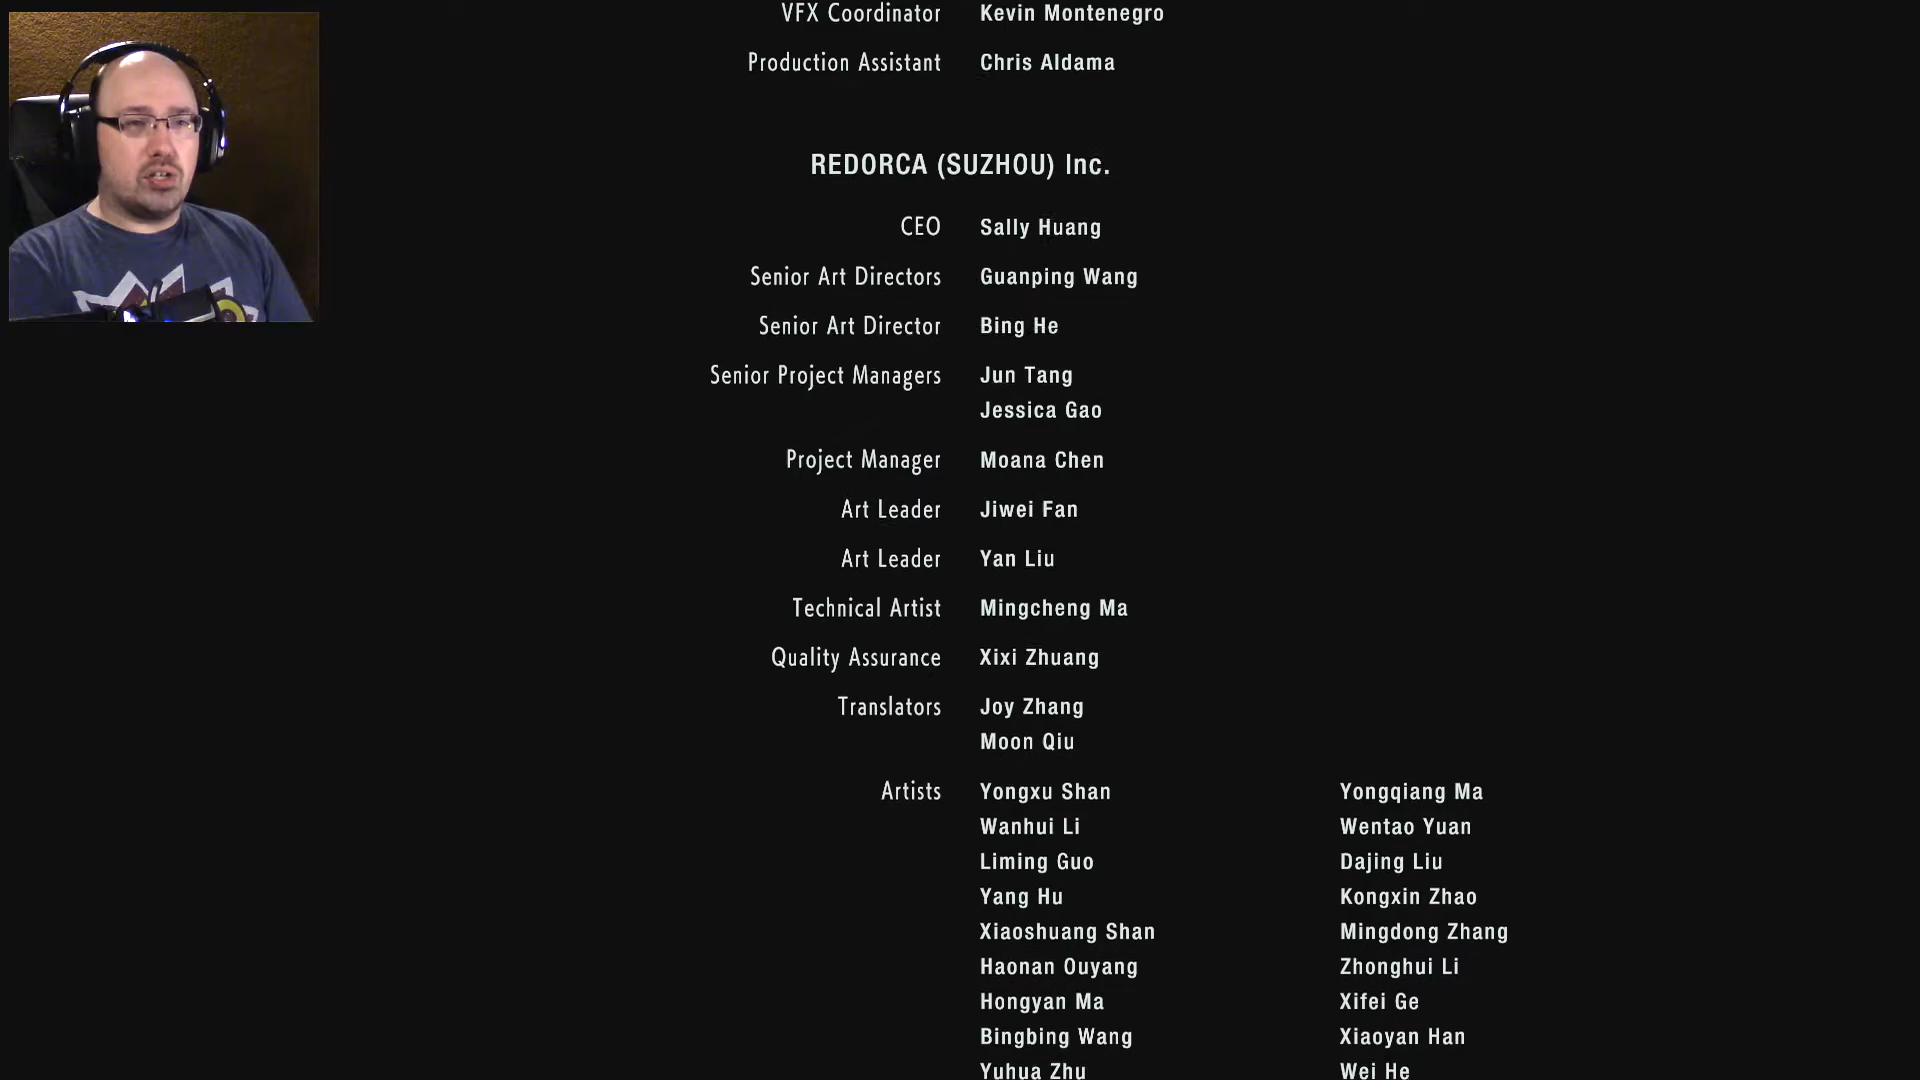 VFX Coordinator Kevin Montenegro
Production Assistant Chris Aldama
REDORCA (SUZHOU) Inc.
CEO Sally Huang
Senior Art Directors Guanping Wang
Senior Art Director Bing He
Senior Project Managers Jun Tang
Jessica Gao
Project Manager Moana Chen
Art Leader Jiwei Fan
Art Leader Yan Liu
Technical Artist Mingcheng Ma
Quality Assurance Xixi Zhuang
Translators Joy Zhang
Moon Qiu
Artists Yongxu Shan Yongqiang Ma
Wanhui Li Wentao Yuan
Liming Guo Dajing Liu
Yang Hu Kongxin Zhao
Xiaoshuang Shan Mingdong Zhang
Haonan Ouyang Zhonghui Li
Hongyan Ma Xifei Ge
Bingbing Wang Xiaoyan Han
Yuhua Zhu Wei He